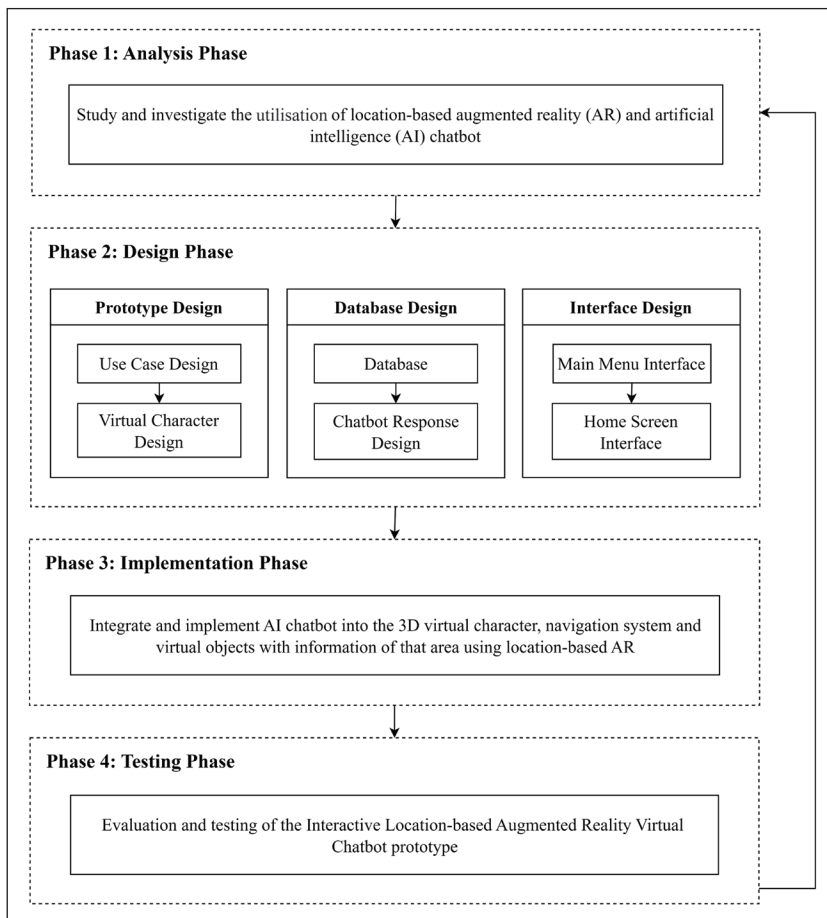 Phase 1: Analysis Phase
Study and investigate the utilisation of location-based augmented reality (AR) and artificial
intelligence (AI) chatbot
Phase 2: Design Phase
Prototype Design
Use Case Design
Virtual Character
Design
Database Design
Database
Chatbot Response
Design
Interface Design
Main Menu Interface
Home Screen
Interface
Phase 3: Implementation Phase
Integrate and implement AI chatbot into the 3D virtual character, navigation system and
virtual objects with information of that area using location-based AR
Phase 4: Testing Phase
Evaluation and testing of the Interactive Location-based Augmented Reality Virtual
Chatbot prototype